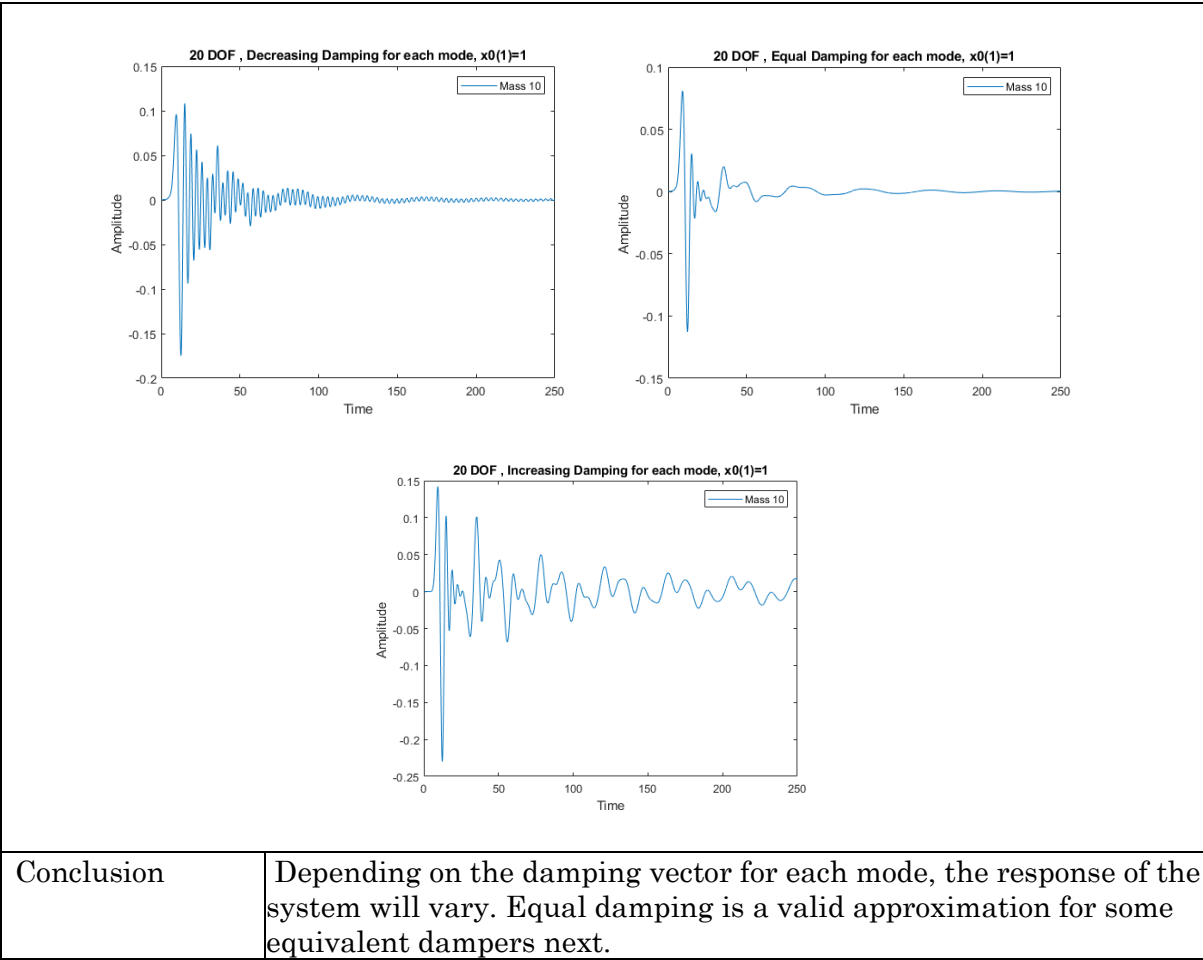 20 DOF , Decreasing Damping for each mode, x0(1)=1
0.15
0.1
0.05
0
-0.05
-0.1
-0.15
-0.2
Amplitude
Mass 10
0 50 100 150 200 250
Time
20 DOF , Equal Damping for each mode, x0(1)=1
0.1
0.05
0
-0.05
-0.1
-0.15
Amplitude
Mass 10
0 50 100 150 200 250
Time
20 DOF , Increasing Damping for each mode, x0(1)=1
0.15
0.1
0.05
0
-0.05
-0.1
-0.15
-0.2
-0.25
Amplitude
Mass 10
0 50 100 150 200 250
Time
Conclusion
Depending on the damping vector for each mode, the response of the
system will vary. Equal damping is a valid approximation for some
equivalent dampers next.